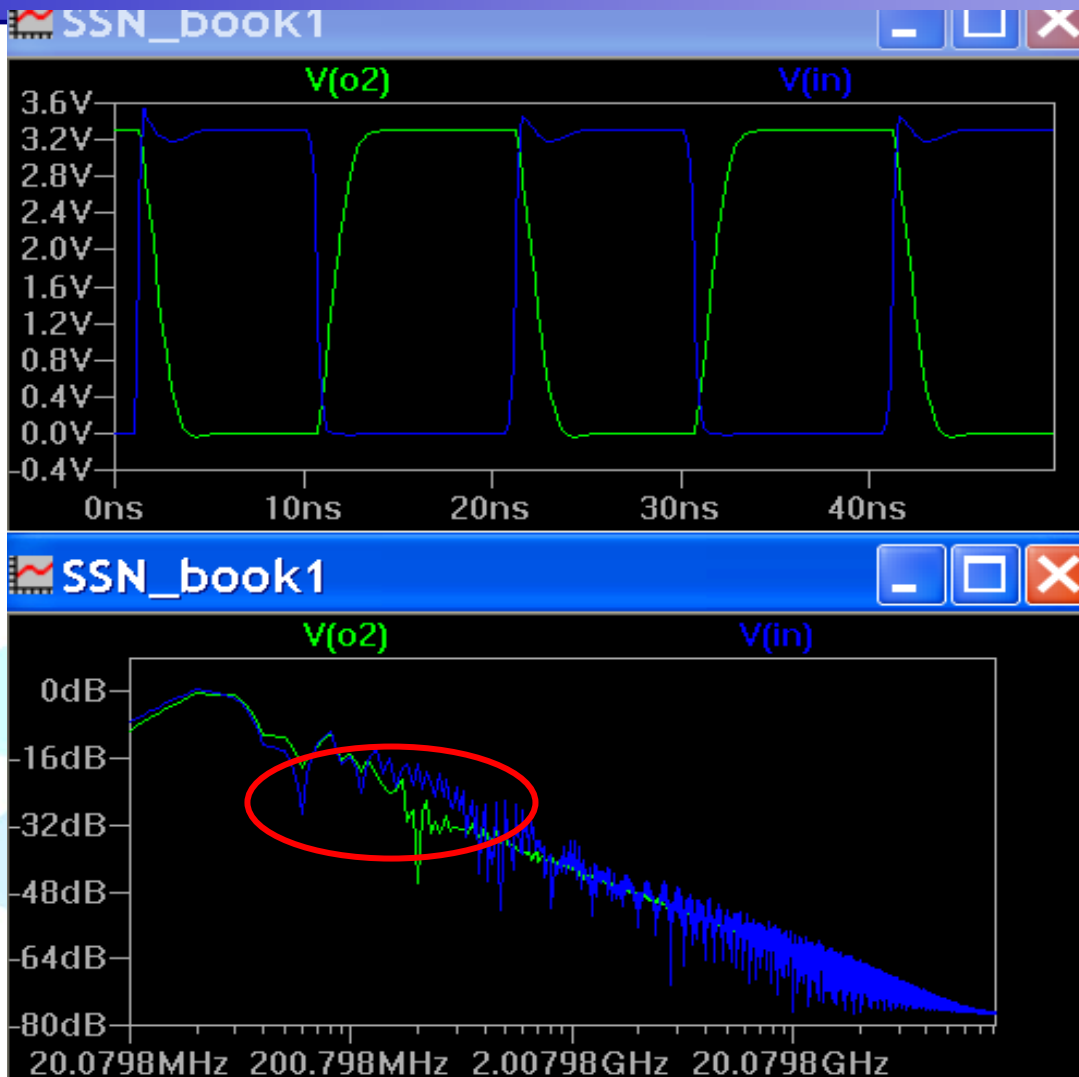 SSN_book1
V(o2) V(in)
3.6V
3.2V
2.8V
2.4V
2.0V
1.6V
1.2V
0.8V
0.4V
0.0V
-0.4V
0ns 10ns 20ns 30ns 40ns
SSN_book1
V(o2) V(in)
0dB
-16dB
-32dB
-48dB
-64dB
-80dB
20.0798MHz 200.798MHz 2.00798GHz 20.0798GHz